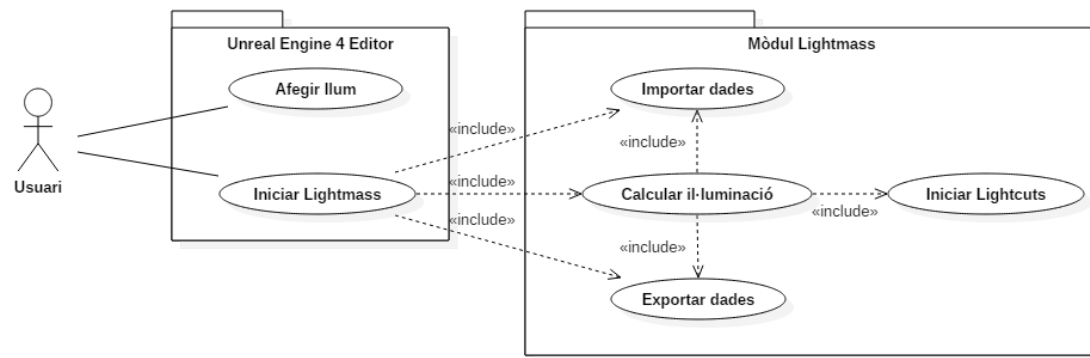 Unreal Engine 4 Editor
Mòdul Lightmass
Afegir llum
Importar dades
«include»
«include»
Usuari
Iniciar Lightmass
«include»
Calcular il·luminació
Iniciar Lightcuts
«include»
«include»
«include»
Exportar dades